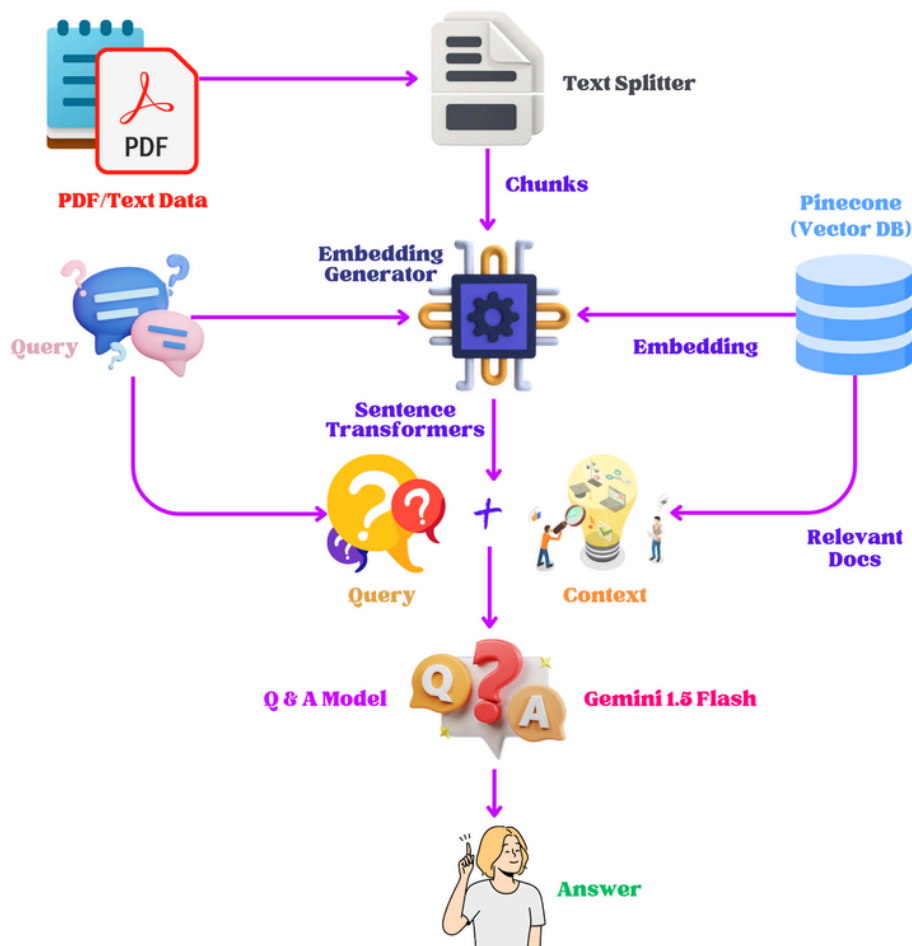 PDF
PDF/Text Data
Text Splitter
Chunks
Pinecone
(Vector DB)
Embedding
Generator
Query
Embedding
Sentence
Transformers
+
Query
Context
Relevant
Docs
Q & A Model
Q
A
Gemini 1.5 Flash
Answer